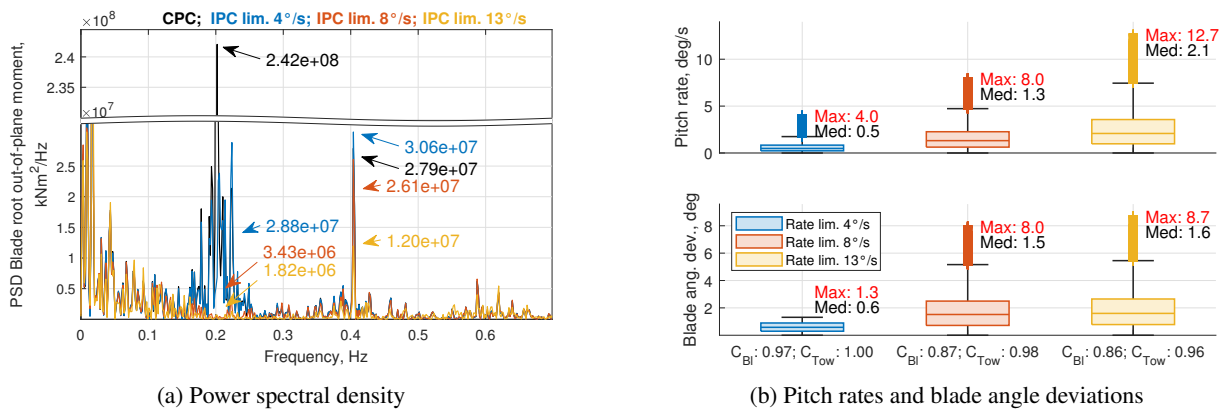 CPC; IPC lim. 4°/s; IPC lim. 8°/s; IPC lim. 13°/s
×10⁸
2.4
2.35
×10⁷
2.5
2
1.5
1
0.5
PSD Blade root out-of-plane moment,
kNm²/Hz
2.42e+08
3.06e+07
2.79e+07
2.61e+07
2.88e+07
3.43e+06
1.82e+06
1.20e+07
0 0.1 0.2 0.3 0.4 0.5 0.6
Frequency, Hz
(a) Power spectral density
Pitch rate, deg/s
10
5
0
Max: 4.0
Med: 0.5
Max: 8.0
Med: 1.3
Max: 12.7
Med: 2.1
Blade ang. dev., deg
8
6
4
2
Rate lim. 4°/s
Rate lim. 8°/s
Rate lim. 13°/s
Max: 1.3
Med: 0.6
Max: 8.0
Med: 1.5
Max: 8.7
Med: 1.6
C_Bl: 0.97; C_Tow: 1.00
C_Bl: 0.87; C_Tow: 0.98
C_Bl: 0.86; C_Tow: 0.96
(b) Pitch rates and blade angle deviations